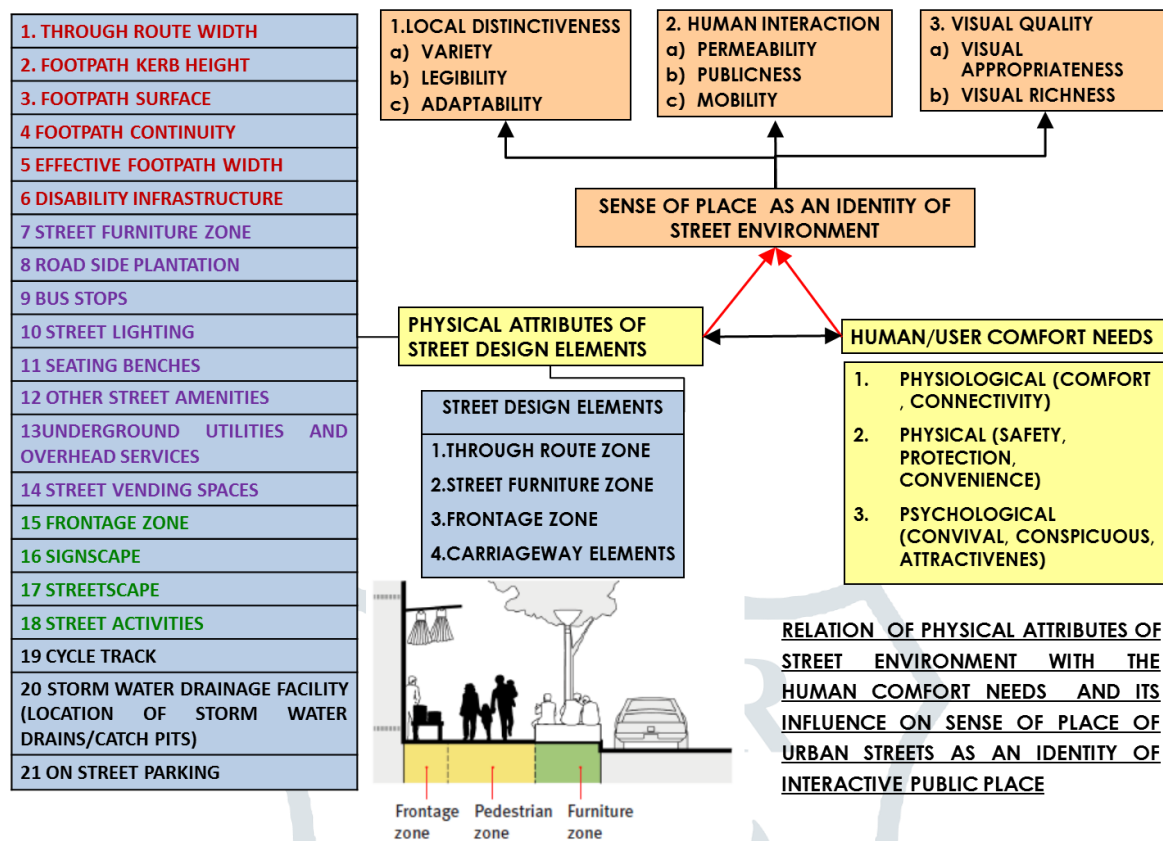 1. THROUGH ROUTE WIDTH
2. FOOTPATH KERB HEIGHT
3. FOOTPATH SURFACE
4 FOOTPATH CONTINUITY
5 EFFECTIVE FOOTPATH WIDTH
6 DISABILITY INFRASTRUCTURE
7 STREET FURNITURE ZONE
8 ROAD SIDE PLANTATION
9 BUS STOPS
10 STREET LIGHTING
11 SEATING BENCHES
12 OTHER STREET AMENITIES
13UNDERGROUND UTILITIES AND
OVERHEAD SERVICES
14 STREET VENDING SPACES
15 FRONTAGE ZONE
16 SIGNSCAPE
17 STREETSCAPE
18 STREET ACTIVITIES
19 CYCLE TRACK
20 STORM WATER DRAINAGE FACILITY
(LOCATION OF STORM WATER
DRAINS/CATCH PITS)
21 ON STREET PARKING
1.LOCAL DISTINCTIVENESS
a) VARIETY
b) LEGIBILITY
c) ADAPTABILITY
2. HUMAN INTERACTION
a) PERMEABILITY
b) PUBLICNESS
c) MOBILITY
3. VISUAL QUALITY
a) VISUAL
APPROPRIATENESS
b) VISUAL RICHNESS
SENSE OF PLACE AS AN IDENTITY OF
STREET ENVIRONMENT
PHYSICAL ATTRIBUTES OF
STREET DESIGN ELEMENTS
HUMAN/USER COMFORT NEEDS
STREET DESIGN ELEMENTS
1.THROUGH ROUTE ZONE
2.STREET FURNITURE ZONE
3.FRONTAGE ZONE
4.CARRIAGEWAY ELEMENTS
1. PHYSIOLOGICAL (COMFORT
, CONNECTIVITY)
2. PHYSICAL (SAFETY,
PROTECTION,
CONVENIENCE)
3. PSYCHOLOGICAL
(CONVIVAL, CONSPICUOUS,
ATTRACTIVENES)
Frontage
zone
Pedestrian
zone
Furniture
zone
RELATION OF PHYSICAL ATTRIBUTES OF
STREET ENVIRONMENT WITH THE
HUMAN COMFORT NEEDS AND ITS
INFLUENCE ON SENSE OF PLACE OF
URBAN STREETS AS AN IDENTITY OF
INTERACTIVE PUBLIC PLACE